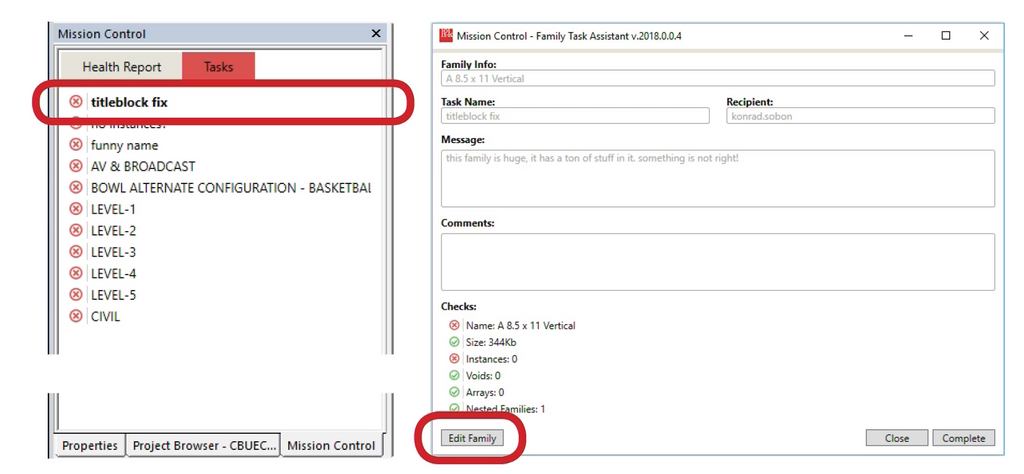 Mission Control
Health Report Tasks
titleblock fix
no instances?
funny name
AV & BROADCAST
BOWL ALTERNATE CONFIGURATION - BASKETBAL
LEVEL-1
LEVEL-2
LEVEL-3
LEVEL-4
LEVEL-5
CIVIL
Properties Project Browser - CBUEC... Mission Control
Mission Control - Family Task Assistant v.2018.0.0.4
Family Info:
A 8.5 x 11 Vertical
Task Name: Recipient:
titleblock fix konrad.sobon
Message:
this family is huge, it has a ton of stuff in it. something is not right!
Comments:
Checks:
Name: A 8.5 x 11 Vertical
Size: 344Kb
Instances: 0
Voids: 0
Arrays: 0
Nested Families: 1
Edit Family Close Complete